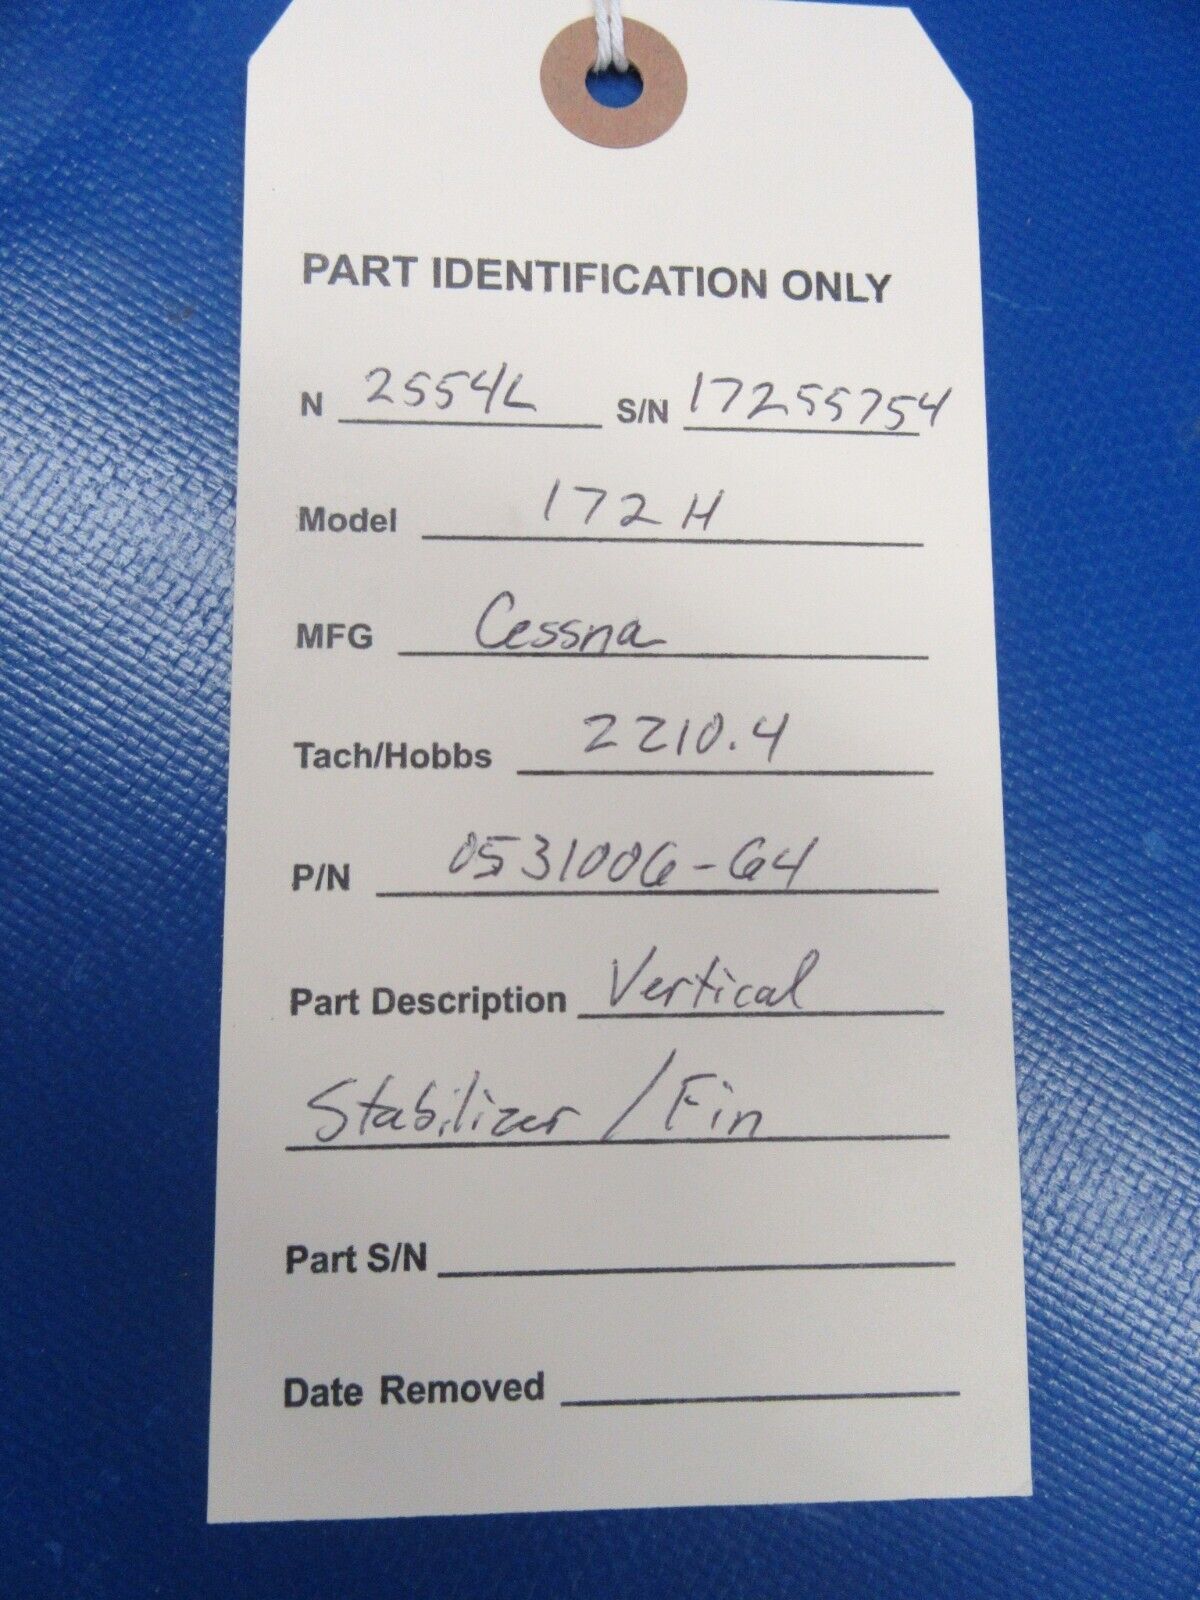 PART IDENTIFICATION ONLY
N 2554L S/N 17255754
Model 172H
MFG Cessna
Tach/Hobbs 2210.4
P/N 0531006-64
Part Description Vertical
Stabilizer / Fin
Part S/N
Date Removed